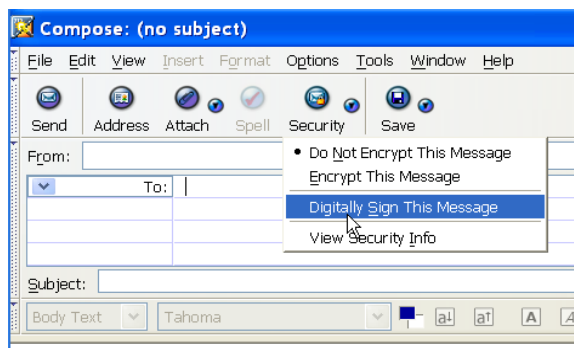 Compose: (no subject)
File Edit View Insert Format Options Tools Window Help
Send Address Attach Spell Security Save
From:
• Do Not Encrypt This Message
Encrypt This Message
To:
Digitally Sign This Message
View Security Info
Subject:
Body Text Tahoma a↓ a↑ A A